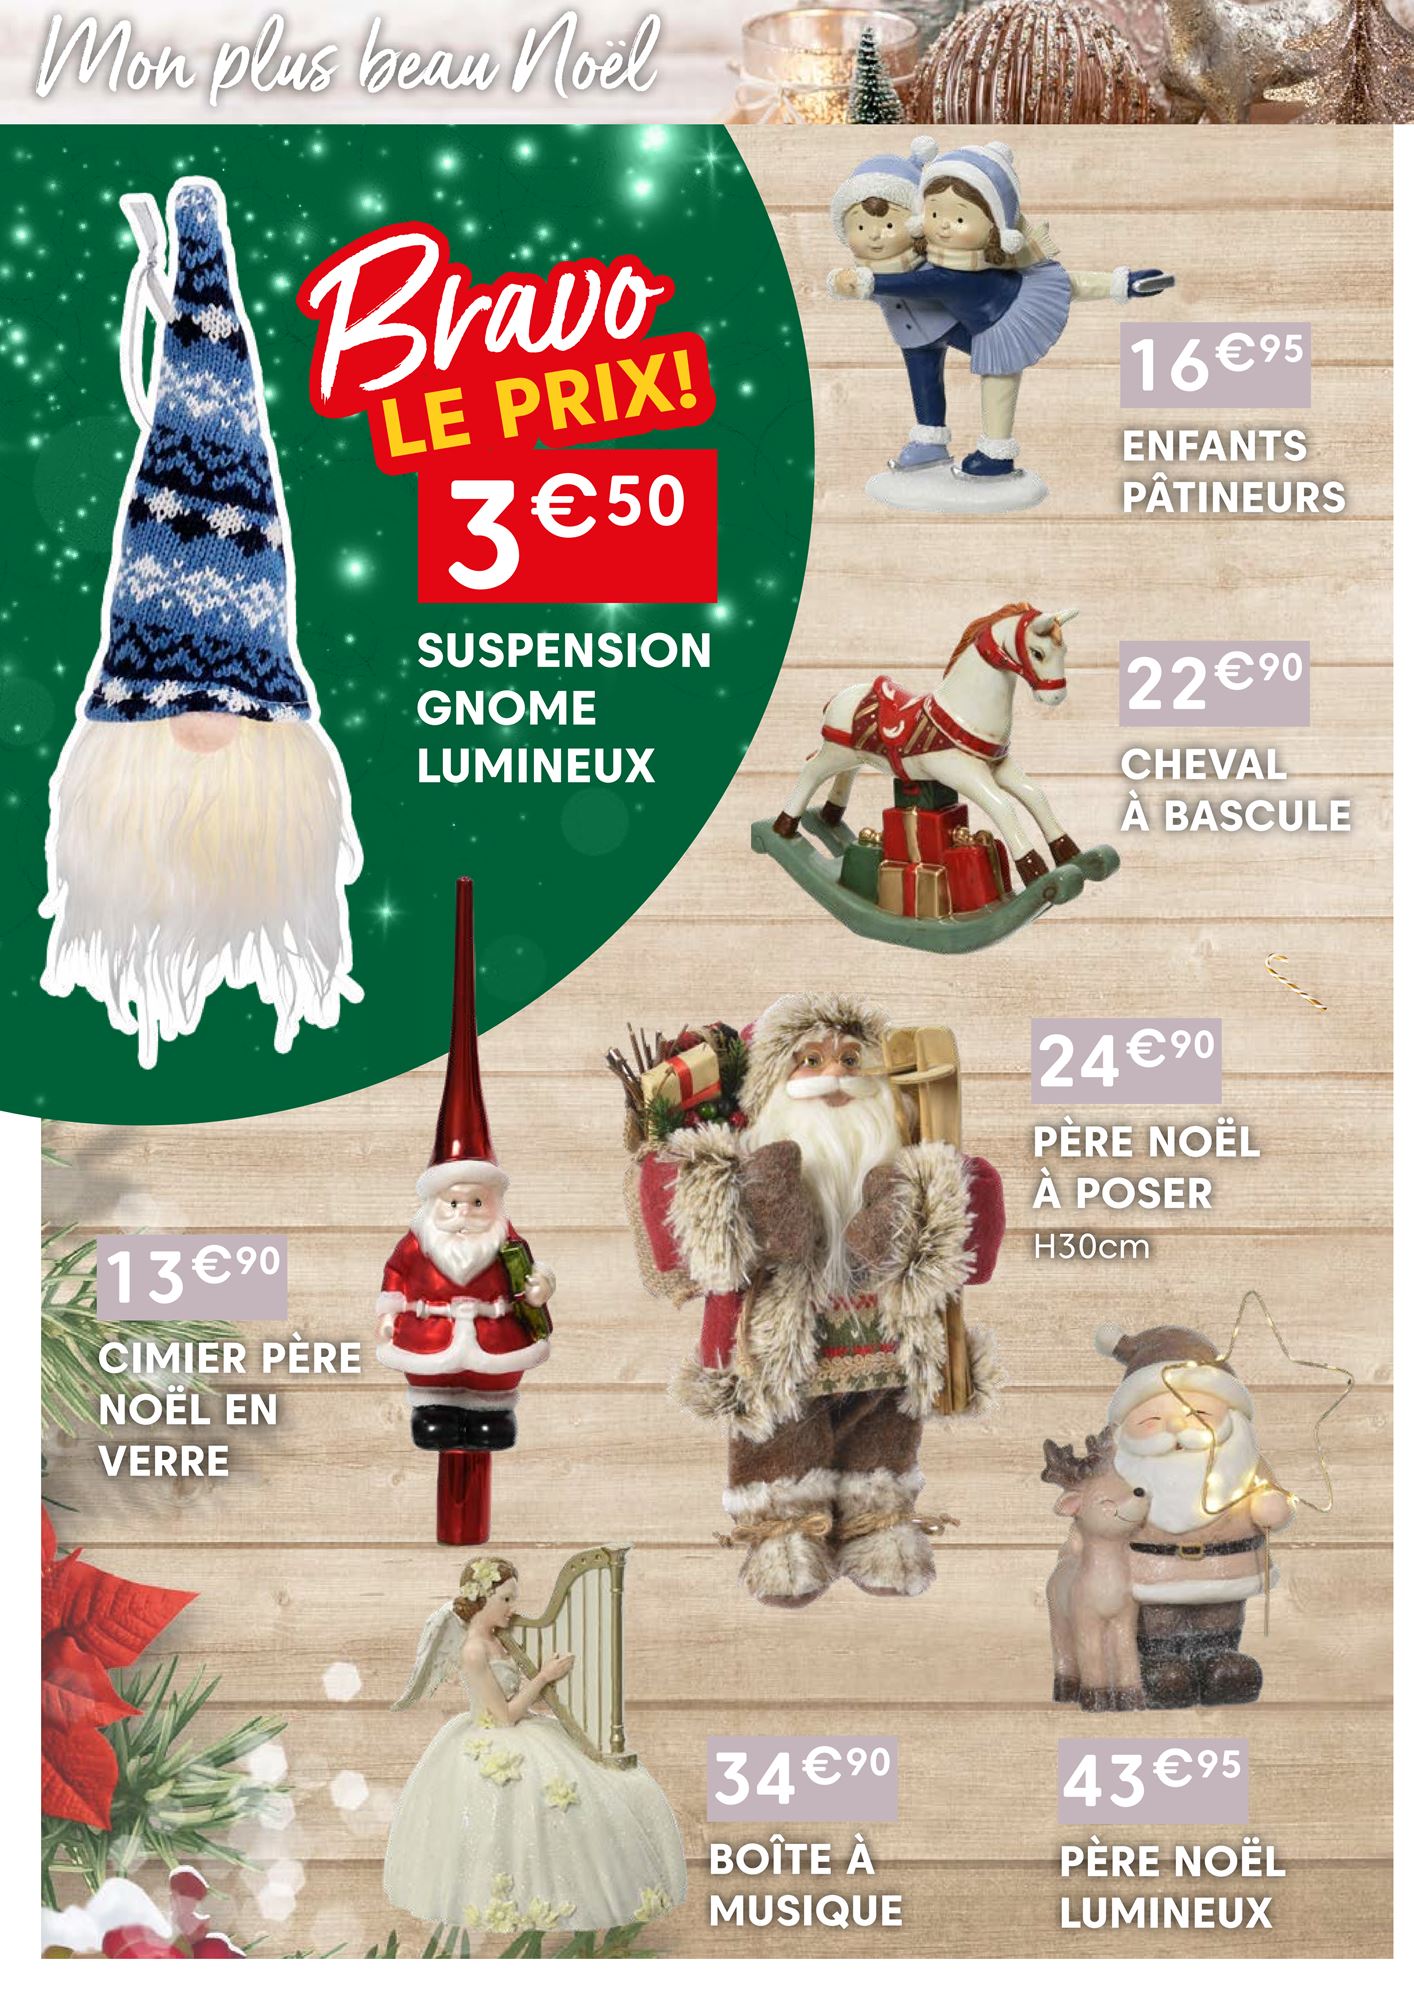 Mon plus beau Noël
Bravo
LE PRIX!
3€50
SUSPENSION
GNOME
LUMINEUX
16€95
ENFANTS
PÂTINEURS
22€90
CHEVAL
À BASCULE
24€90
PÈRE NOËL
À POSER
H30cm
13€90
CIMIER PÈRE
NOËL EN
VERRE
34€90
BOÎTE À
MUSIQUE
43€95
PÈRE NOËL
LUMINEUX